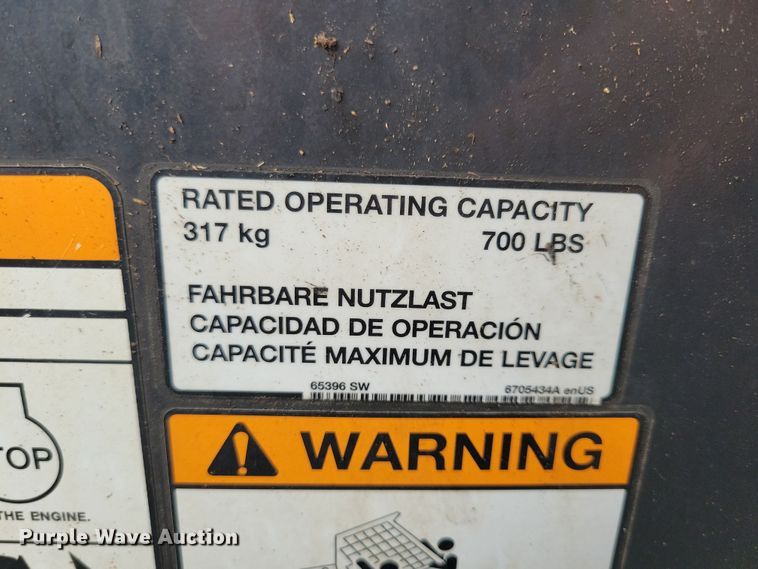 RATED OPERATING CAPACITY
317 kg 700 LBS
FAHRBARE NUTZLAST
CAPACIDAD DE OPERACIÓN
CAPACITÉ MAXIMUM DE LEVAGE
65396 SW 6705434A enUS
WARNING
TOP
THE ENGINE.
Purple Wave Auction